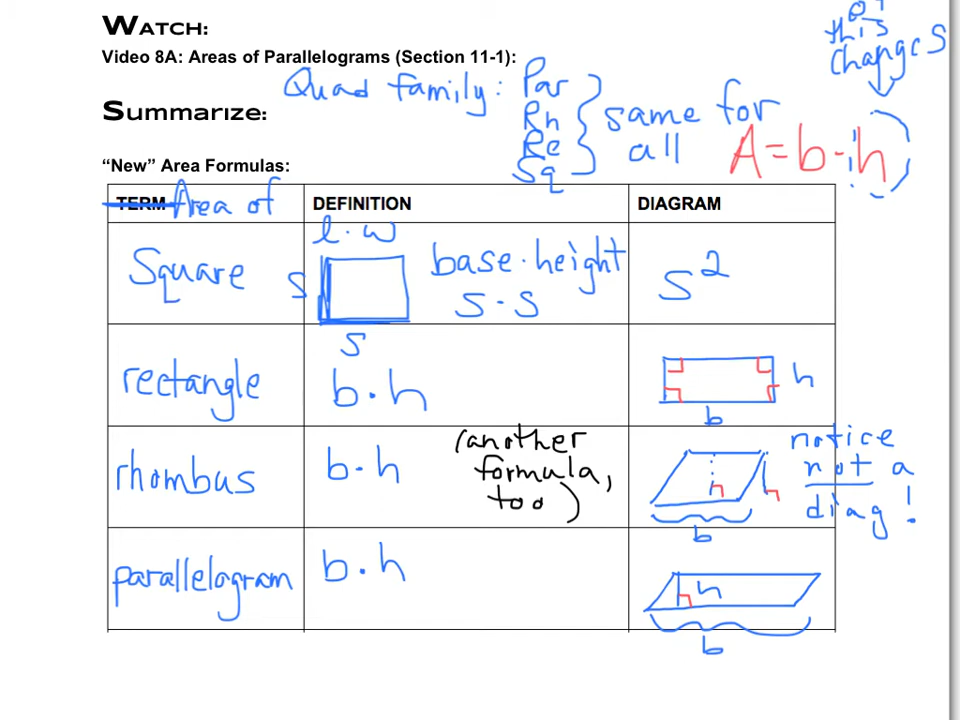 WATCH:
Video 8A: Areas of Parallelograms (Section 11-1):
this
changes
Quad family: Par
Rh
Re
Sq
same for
all
A=b·h
SUMMARIZE:
“New” Area Formulas:
TERM Area of
DEFINITION
DIAGRAM
Square
l·w
s
s
base·height
s·s
s²
rectangle
b·h
h
b
rhombus
b·h
(another
formula,
too)
h
b
notice
not a
diag!
parallelogram
b·h
h
b